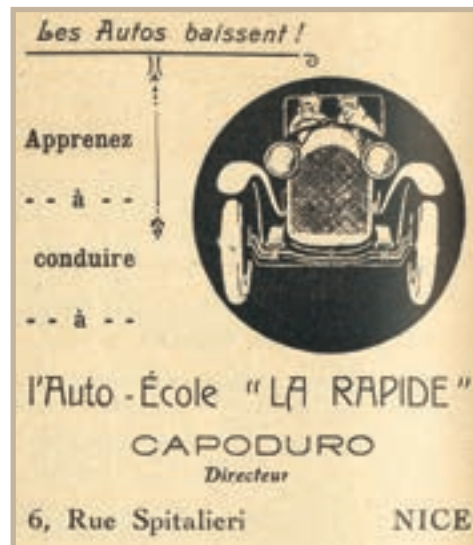 Les Autos baissent !
Apprenez
- - à - -
conduire
- - à - -
l'Auto - École "LA RAPIDE"
CAPODURO
Directeur
6, Rue Spitalieri NICE